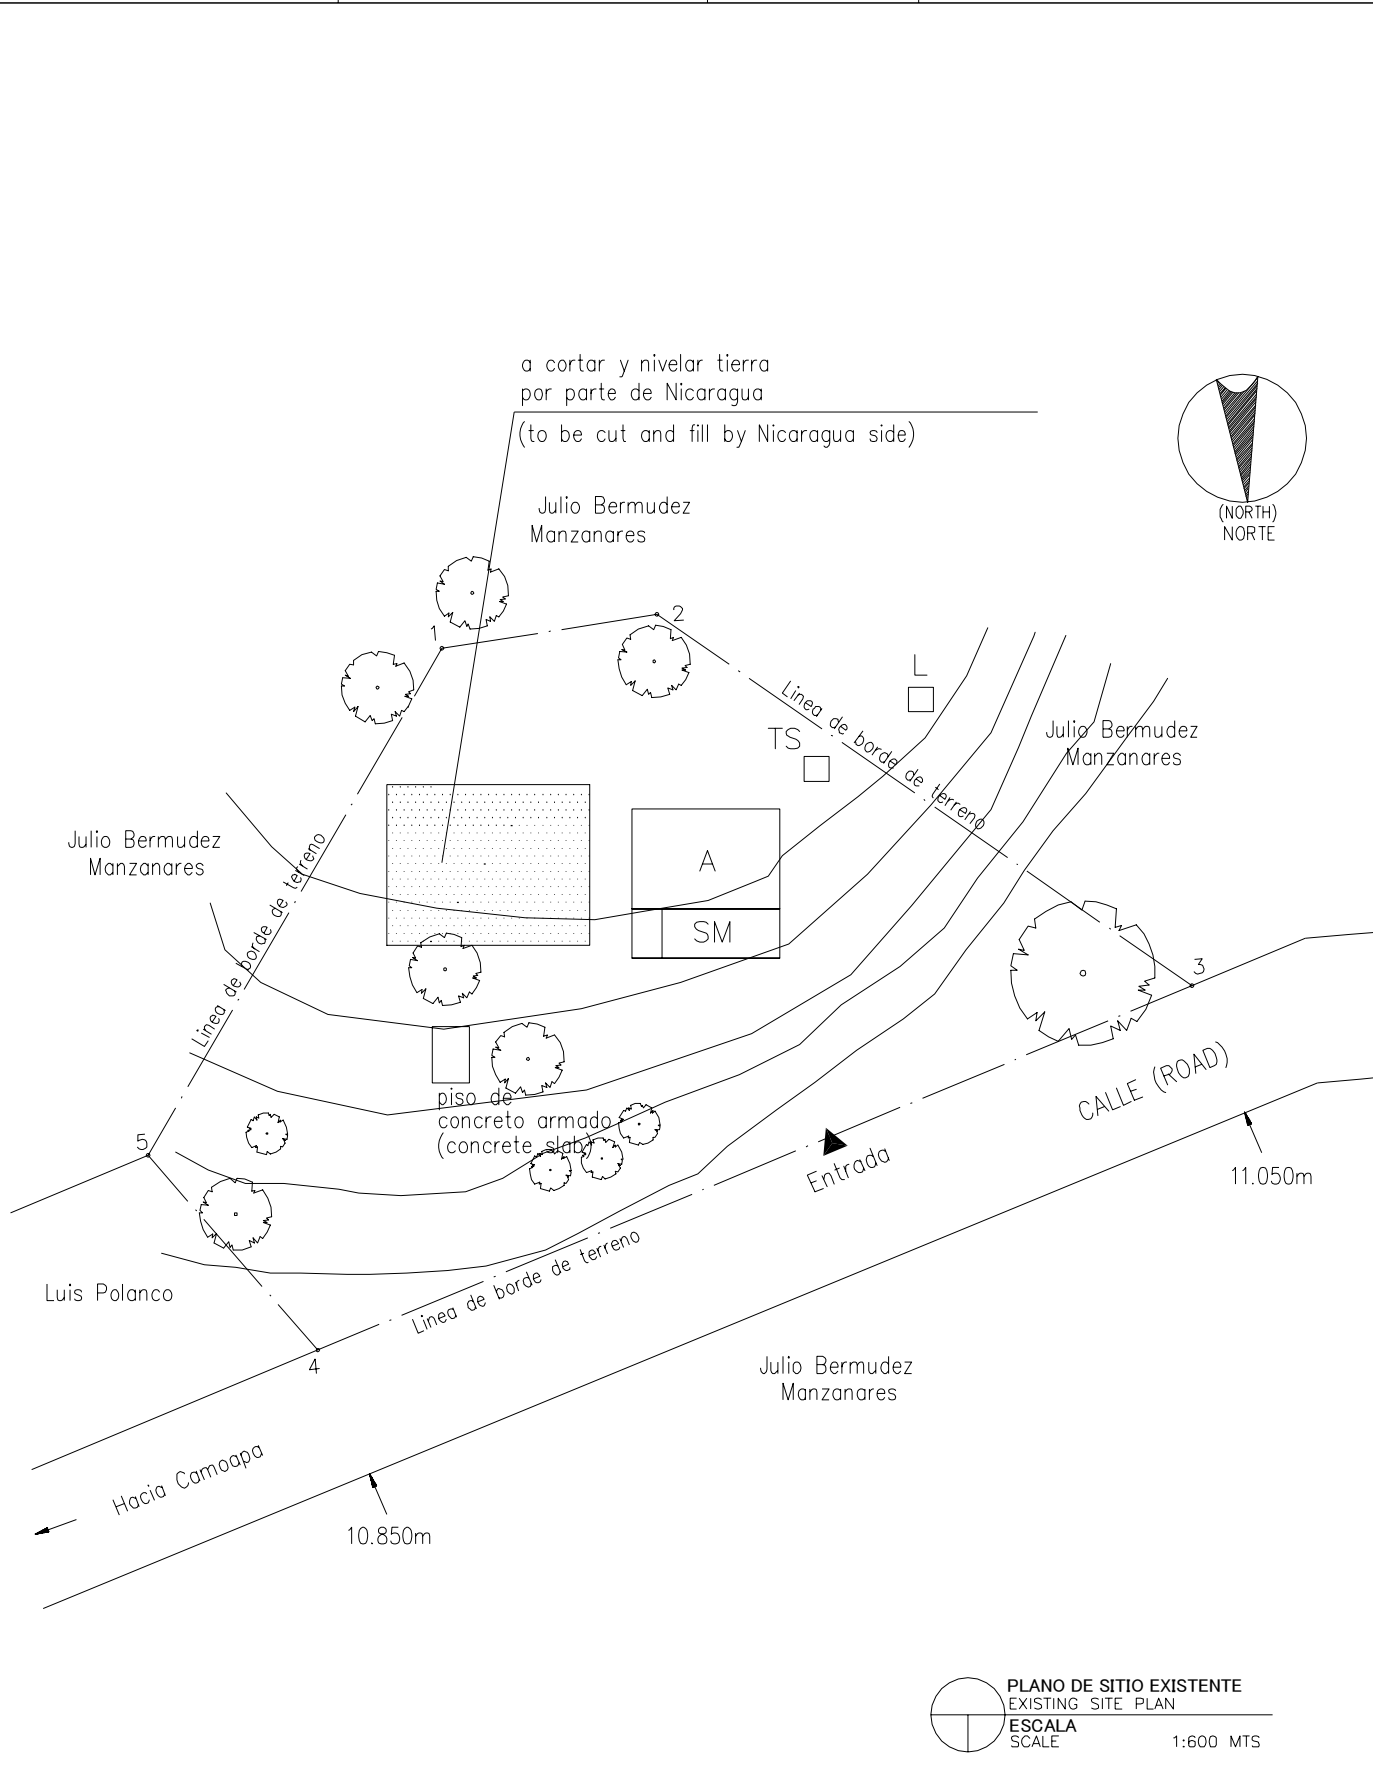 a cortar y nivelar tierra
por parte de Nicaragua
(to be cut and fill by Nicaragua side)
(NORTH)
NORTE
Julio Bermudez
Manzanares
1
2
L
TS
Linea de borde de terreno
Julio Bermudez
Manzanares
Julio Bermudez
Manzanares
Linea de borde de terreno
A
SM
3
piso de
concreto armado
(concrete slab)
CALLE (ROAD)
5
Entrada
11.050m
Luis Polanco
Linea de borde de terreno
4
Julio Bermudez
Manzanares
Hacia Camoapa
10.850m
PLANO DE SITIO EXISTENTE
EXISTING SITE PLAN
ESCALA
SCALE 1:600 MTS